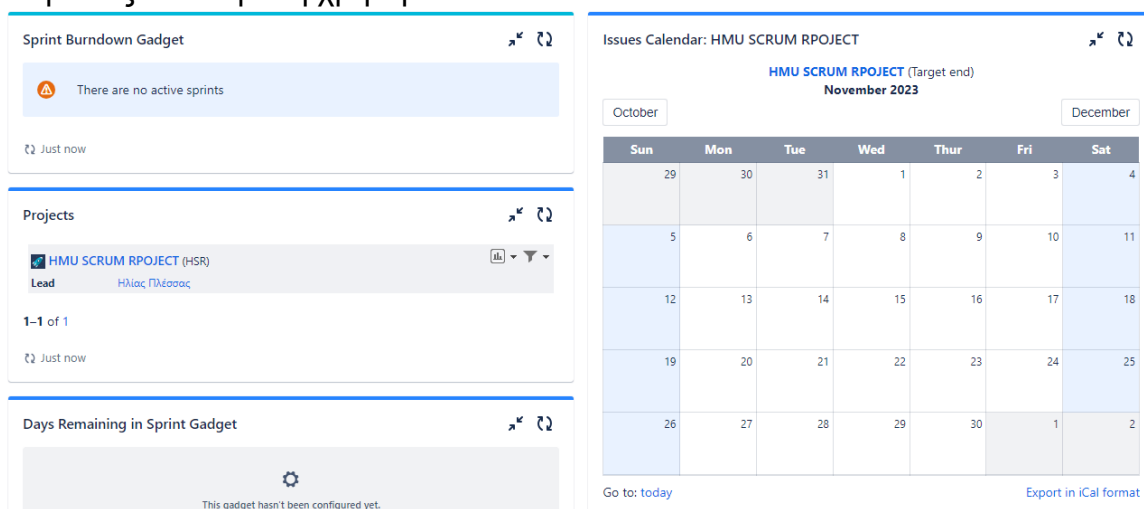 Sprint Burndown Gadget
There are no active sprints
Just now
Projects
HMU SCRUM RPOJECT (HSR)
Lead Ηλίας Πλέσσας
1–1 of 1
Just now
Days Remaining in Sprint Gadget
This gadget hasn't been configured yet.
Issues Calendar: HMU SCRUM RPOJECT
HMU SCRUM RPOJECT (Target end)
November 2023
October December
Sun Mon Tue Wed Thur Fri Sat
29 30 31 1 2 3 4
5 6 7 8 9 10 11
12 13 14 15 16 17 18
19 20 21 22 23 24 25
26 27 28 29 30 1 2
Go to: today Export in iCal format